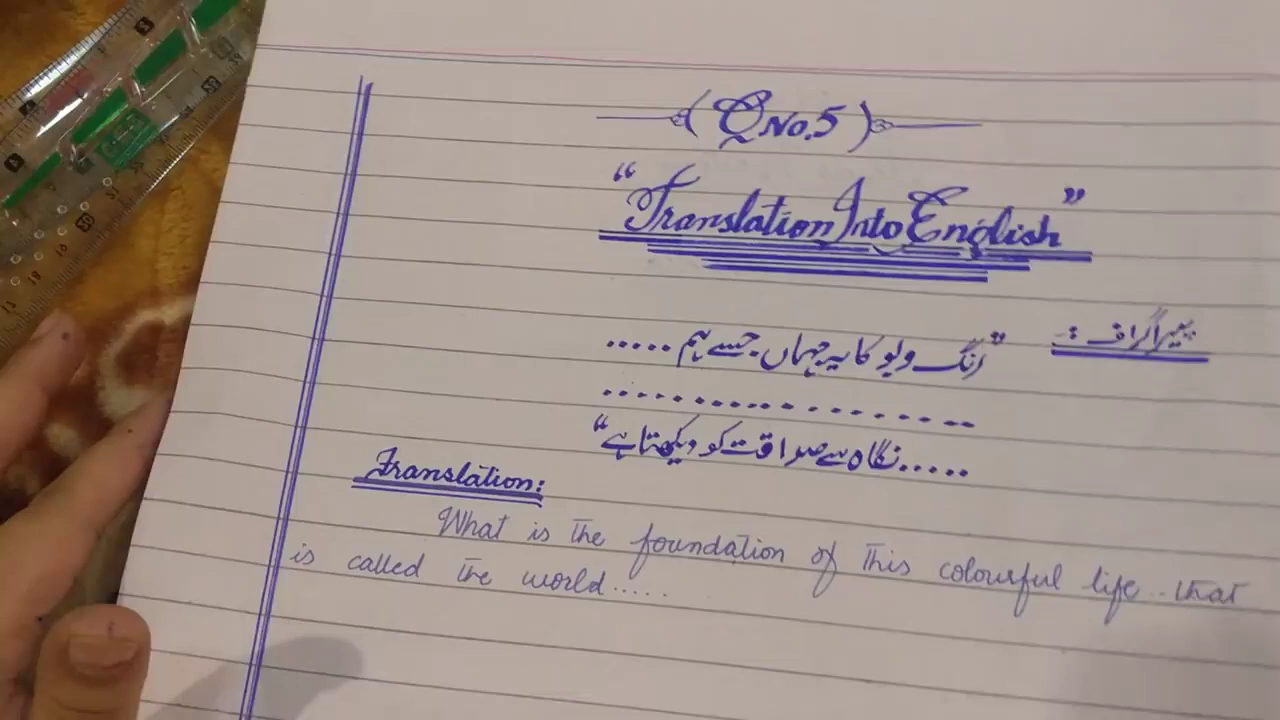 (Q No.5)
"Translation Into English"
پیراگراف :-
"رنگ و بو کا یہ جہاں جسے ہم .....
..................
..... نگاہ سے صداقت کو دیکھتا ہے"
Translation:
What is the foundation of this colourful life.. that
is called the world.....